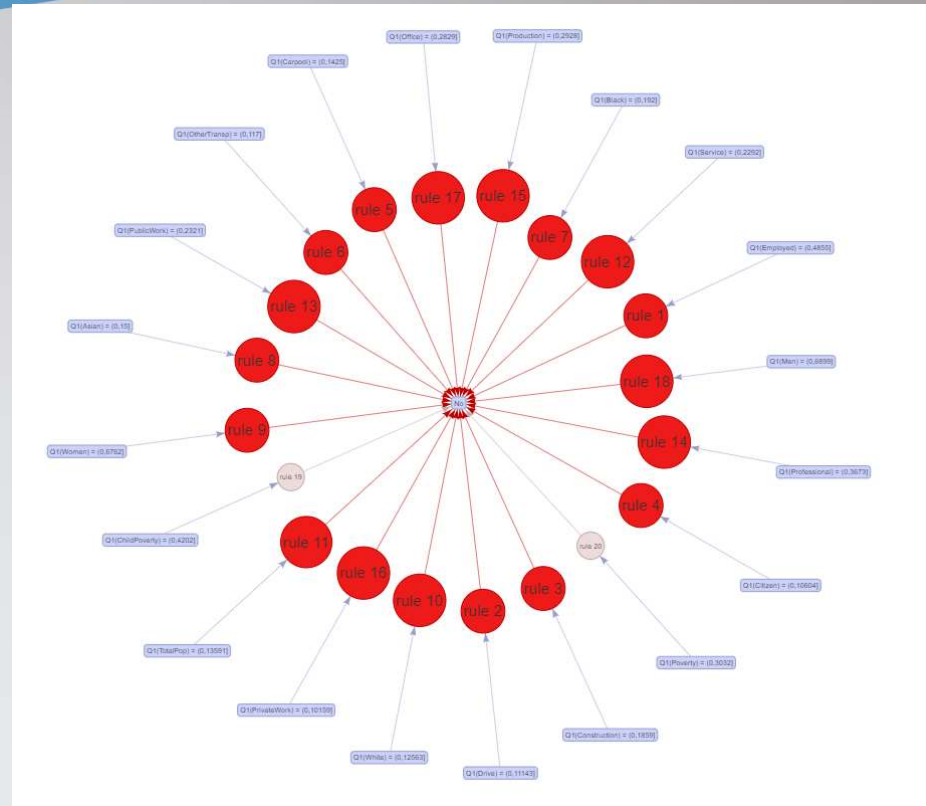 Q1(Office) = (0,2829]
Q1(Production) = (0,2928]
Q1(Carpool) = (0,1425]
Q1(Black) = (0,192]
Q1(OtherTransp) = (0,117]
Q1(Service) = (0,2292]
rule 17
rule 15
rule 5
rule 7
Q1(PublicWork) = (0,2321]
rule 6
rule 12
Q1(Employed) = (0,4855]
rule 13
rule 1
Q1(Asian) = (0,15]
rule 8
Q1(Men) = (0,6899]
rule 18
No
rule 9
rule 14
Q1(Women) = (0,6762]
Q1(Professional) = (0,3673]
rule 19
rule 4
Q1(ChildPoverty) = (0,4202]
rule 11
rule 20
rule 16
rule 3
Q1(Citizen) = (0,10604]
rule 10
rule 2
Q1(TotalPop) = (0,13591]
Q1(Poverty) = (0,3032]
Q1(PrivateWork) = (0,10159]
Q1(Construction) = (0,1859]
Q1(White) = (0,12563]
Q1(Drive) = (0,11143]